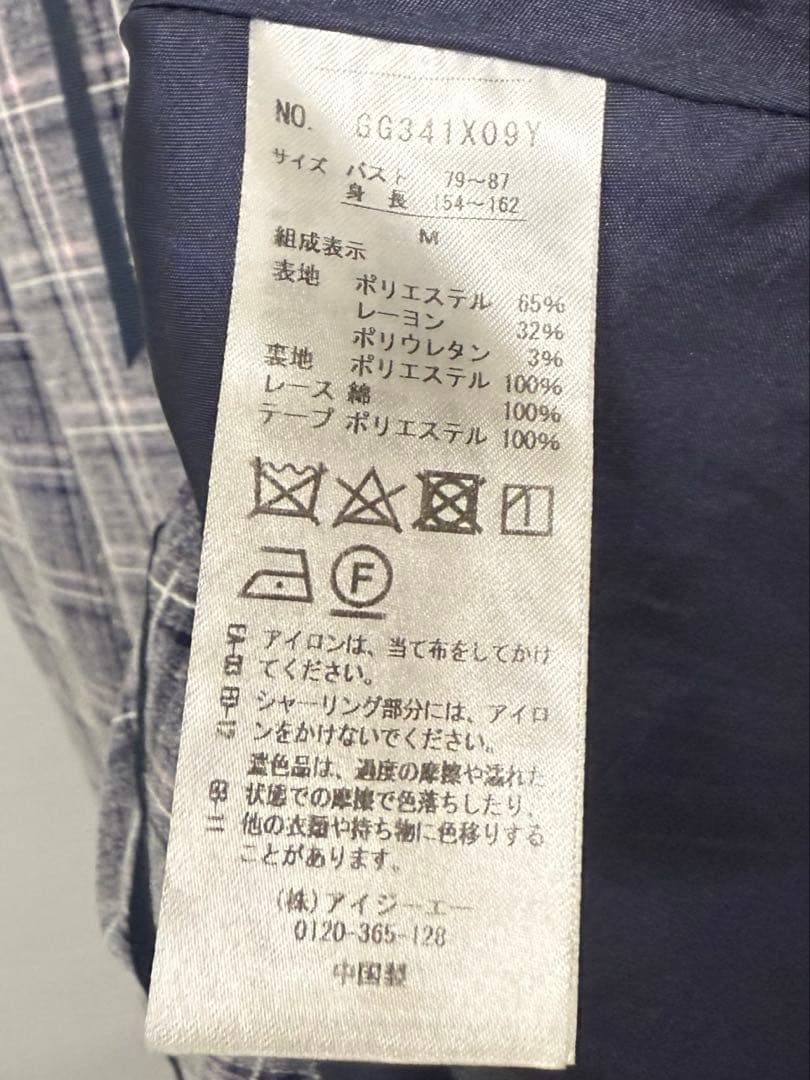 NO. GG341X09Y
サイズ バスト 79～87
身長 154～162
M
組成表示
表地 ポリエステル 65%
レーヨン 32%
ポリウレタン 3%
裏地 ポリエステル 100%
レース 綿 100%
テープ ポリエステル 100%
F
アイロンは、当て布をしてかけ
てください。
シャーリング部分には、アイロ
ンをかけないでください。
濃色品は、過度の摩擦や濡れた
状態での摩擦で色落ちしたり、
他の衣類や持ち物に色移りする
ことがあります。
(株)アイジーエー
0120-365-128
中国製